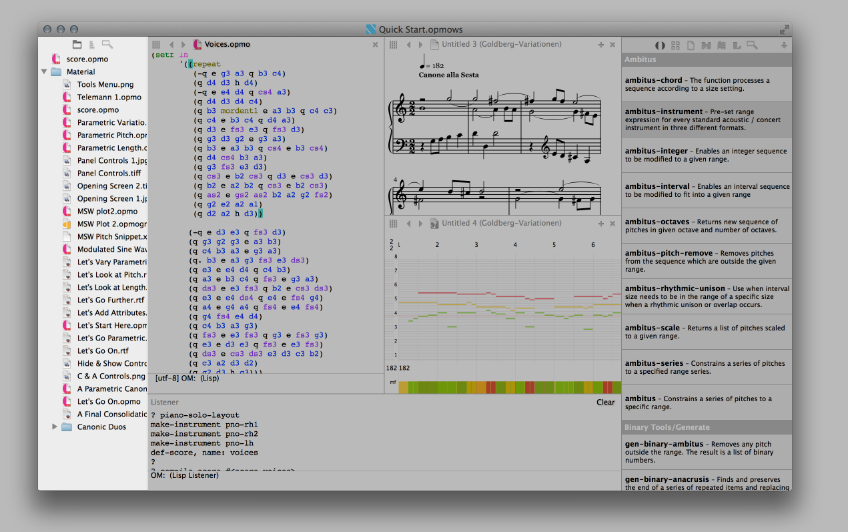 Quick Start.opmows
score.opmo
Material
Tools Menu.png
Telemann 1.opmo
score.opmo
Parametric Variatio.
Parametric Pitch.opr
Parametric Length.c
Panel Controls 1.jpg
Panel Controls.tiff
Opening Screen 2.ti
Opening Screen 1.jp
MSW plot2.opmo
MSW Plot 2.opmogr
MSW Pitch Snippet.x
Modulated Sine Wav
Let's Vary Parametri
Let's Look at Pitch.r
Let's Look at Length.
Let's Go Further.rtf
Let's Add Attributes.
Let's Start Here.opm
Let's Go Parametric.
Let's Go On.rtf
Hide & Show Contro
C & A Controls.png
A Parametric Canon
Let's Go On.opmo
A Final Consolidatio
Canonic Duos
Voices.opmo
(setf in
'((repeat
(-q e g3 a3 q b3 c4)
(q d4 d3 h d4)
(-q e e4 d4 q cs4 a3)
(q d4 d3 d4 c4)
(q b3 mordent1 e a3 b3 q c4 c3)
(q c4 e b3 c4 q d4 a3)
(q d3 e fs3 e3 q fs3 d3)
(q g3 d3 g2 e g3 a3)
(q b3 e a3 b3 q cs4 e b3 cs4)
(q d4 cs4 b3 a3)
(q g3 fs3 e3 d3)
(q cs3 e b2 cs3 q d3 e cs3 d3)
(q b2 e a2 b2 q cs3 e b2 cs3)
(q as2 e gs2 as2 b2 a2 g2 fs2)
(q g2 e2 a2 a1)
(q d2 a2 h d3))
(-q e d3 e3 q fs3 d3)
(q g3 g2 g3 e a3 b3)
(q c4 b3 a3 e g3 a3)
(q. b3 e a3 g3 fs3 e3 ds3)
(q e3 e e4 d4 q c4 b3)
(q a3 e b3 c4 q fs3 e g3 a3)
(q ds3 e e3 fs3 q b2 e cs3 ds3)
(q e3 e e4 ds4 q e4 e fs4 g4)
(q a4 e g4 a4 q fs4 e e4 fs4)
(q g4 fs4 e4 d4)
(q c4 b3 a3 g3)
(q fs3 e e3 fs3 q g3 e fs3 g3)
(q e3 e d3 e3 q fs3 e e3 fs3)
(q ds3 e cs3 ds3 e3 d3 c3 b2)
(q c3 a2 d3 d2)
[utf-8] OM: (Lisp)
Untitled 3 (Goldberg-Variationen)
= 182
Canone alla Sesta
4
Untitled 4 (Goldberg-Variationen)
2
2 1 2 3 4 5 6
8
7
6
5
4
3
2
1
182 182
mf
Listener
Clear
? piano-solo-layout
make-instrument pno-rh1
make-instrument pno-rh2
make-instrument pno-lh
def-score, name: voices
?
OM: (Lisp Listener)
Ambitus
ambitus-chord – The function processes a
sequence according to a size setting.
ambitus-instrument – Pre-set range
expression for every standard acoustic / concert
instrument in three different formats.
ambitus-integer – Enables an integer sequence
to be modified to a given range.
ambitus-interval – Enables an interval sequence
to be modified to fit into a given range
ambitus-octaves – Returns new sequence of
pitches in given octave and number of octaves.
ambitus-pitch-remove – Removes pitches
from the sequence which are outside the given
range.
ambitus-rhythmic-unison – Use when interval
size needs to be in the range of a specific size
when a rhythmic unison or overlap occurs.
ambitus-scale – Returns a list of pitches scaled
to a given range.
ambitus-series – Constrains a series of pitches
to a specified range series.
ambitus – Constrains a series of pitches to a
specific range.
Binary Tools/Generate
gen-binary-ambitus – Removes any pitch
outside the range. The result is a list of binary
numbers.
gen-binary-anacrusis – Finds and preserves
the end of a series of repeated items and replacing